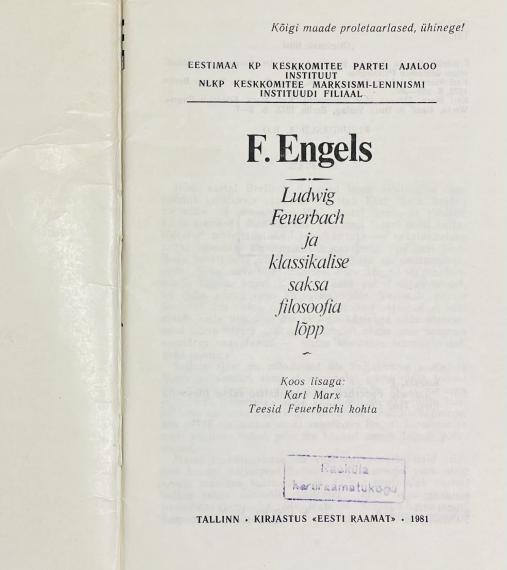 Kõigi maade proletaarlased, ühinege!
EESTIMAA KP KESKKOMITEE PARTEI AJALOO
INSTITUUT
NLKP KESKKOMITEE MARKSISMI-LENINISMI
INSTITUUDI FILIAAL
F. Engels
Ludwig
Feuerbach
ja
klassikalise
saksa
filosoofia
lõpp
Koos lisaga:
Karl Marx
Teesid Feuerbachi kohta
TALLINN • KIRJASTUS «EESTI RAAMAT» • 1981